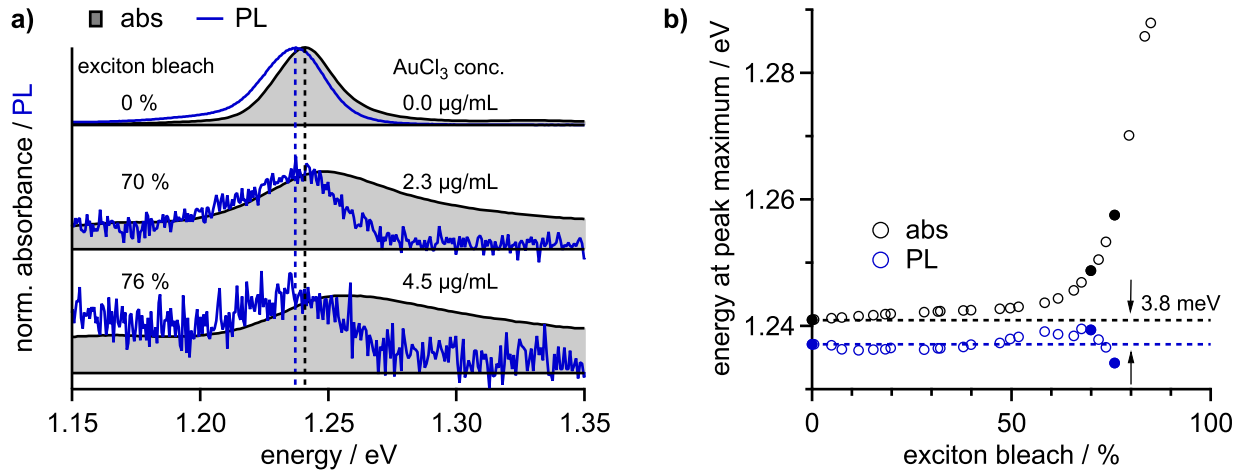 a)
abs PL
exciton bleach AuCl3 conc.
0 % 0.0 µg/mL
70 % 2.3 µg/mL
76 % 4.5 µg/mL
norm. absorbance / PL
1.15 1.20 1.25 1.30 1.35
energy / eV
b)
energy at peak maximum / eV
1.28
1.26
1.24
abs
PL
3.8 meV
0 50 100
exciton bleach / %